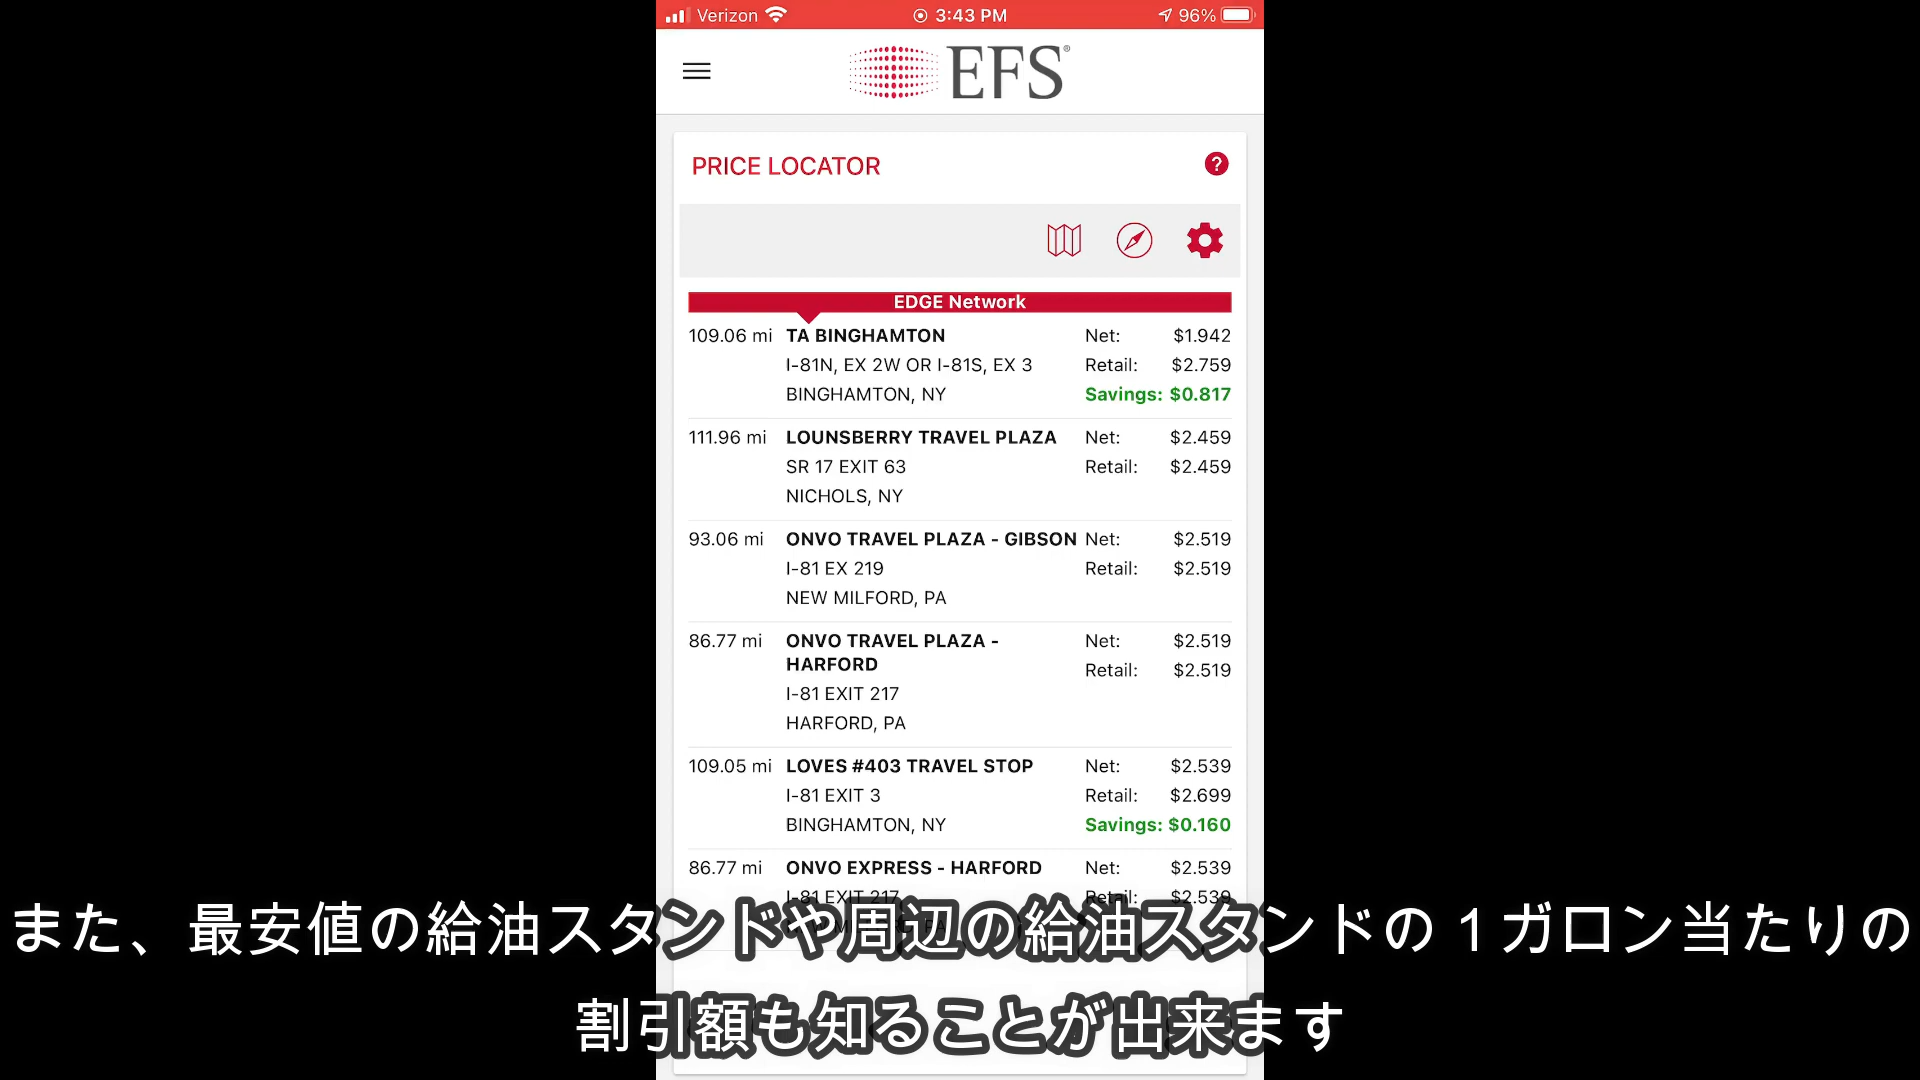 Verizon 3:43 PM 96%
EFS®
PRICE LOCATOR ?
EDGE Network
109.06 mi TA BINGHAMTON Net: $1.942
I-81N, EX 2W OR I-81S, EX 3 Retail: $2.759
BINGHAMTON, NY Savings: $0.817
111.96 mi LOUNSBERRY TRAVEL PLAZA Net: $2.459
SR 17 EXIT 63 Retail: $2.459
NICHOLS, NY
93.06 mi ONVO TRAVEL PLAZA - GIBSON Net: $2.519
I-81 EX 219 Retail: $2.519
NEW MILFORD, PA
86.77 mi ONVO TRAVEL PLAZA - Net: $2.519
HARFORD Retail: $2.519
I-81 EXIT 217
HARFORD, PA
109.05 mi LOVES #403 TRAVEL STOP Net: $2.539
I-81 EXIT 3 Retail: $2.699
BINGHAMTON, NY Savings: $0.160
86.77 mi ONVO EXPRESS - HARFORD Net: $2.539
I-81 EXIT 217 Retail: $2.539
また、最安値の給油スタンドや周辺の給油スタンドの1ガロン当たりの
割引額も知ることが出来ます